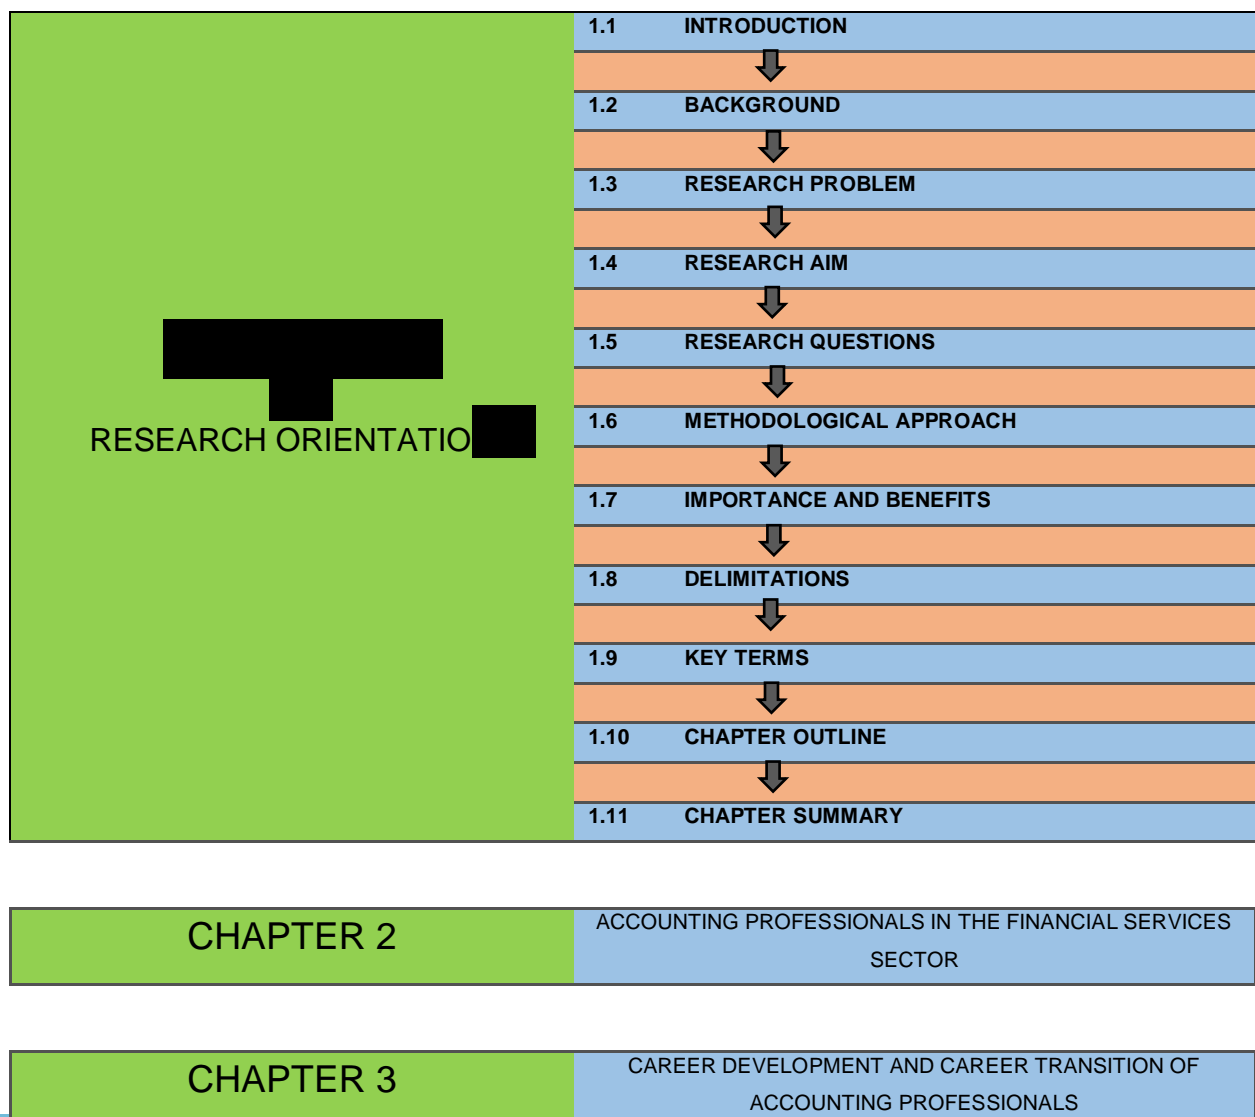 1.1 INTRODUCTION
1.2 BACKGROUND
1.3 RESEARCH PROBLEM
1.4 RESEARCH AIM
1.5 RESEARCH QUESTIONS
1.6 METHODOLOGICAL APPROACH
1.7 IMPORTANCE AND BENEFITS
1.8 DELIMITATIONS
1.9 KEY TERMS
1.10 CHAPTER OUTLINE
1.11 CHAPTER SUMMARY
RESEARCH
CHAPTER 2
ACCOUNTING PROFESSIONALS IN THE FINANCIAL SERVICES
SECTOR
CHAPTER 3
CAREER DEVELOPMENT AND CAREER TRANSITION OF
ACCOUNTING PROFESSIONALS